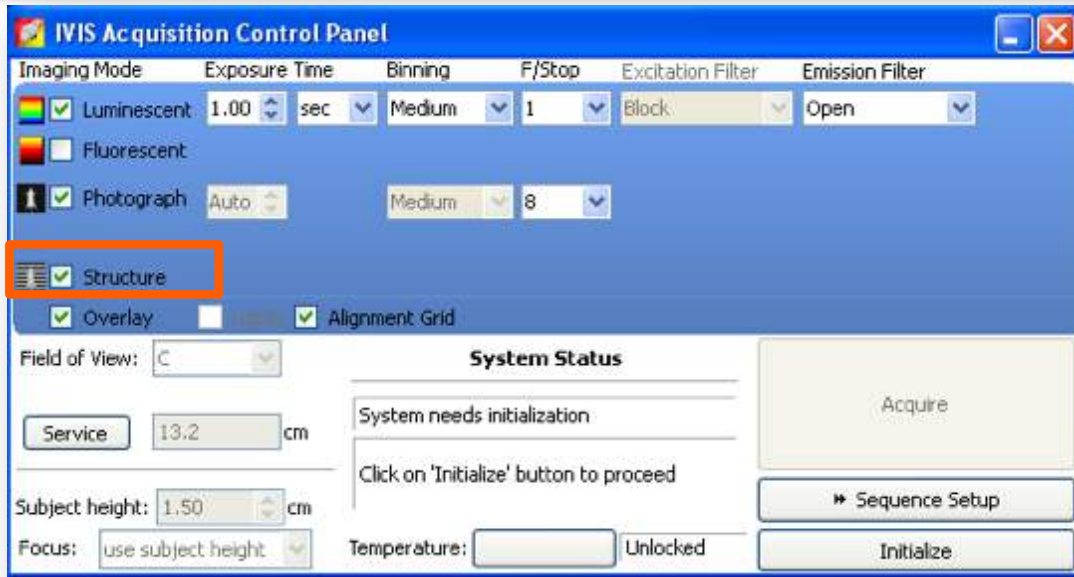 IVIS Acquisition Control Panel
Imaging Mode Exposure Time Binning F/Stop Excitation Filter Emission Filter
Luminescent 1.00 sec Medium 1 Block Open
Fluorescent
Photograph Auto Medium 8
Structure
Overlay Alignment Grid
Field of View: C
Service 13.2 cm
Subject height: 1.50 cm
Focus: use subject height
System Status
System needs initialization
Click on 'Initialize' button to proceed
Temperature: Unlocked
Acquire
Sequence Setup
Initialize